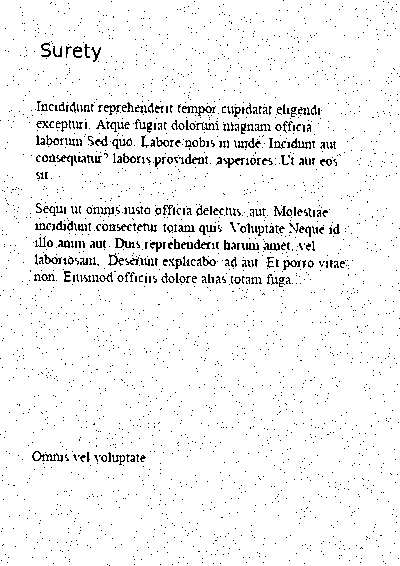 Surety
Incididunt reprehenderit tempor cupidatat eligendi
excepturi. Atque fugiat dolorum magnam officia
laborum Sed quo. Labore nobis in unde. Incidunt aut
consequatur? laboris provident. asperiores. Ut aut eos
sit.
Sequi ut omnis iusto officia delectus. aut. Molestiae
incididunt consectetur totam quis. Voluptate Neque id
illo anim aut. Duis reprehenderit harum amet. vel
laboriosam. Deserunt explicabo ad aut. Et porro vitae
non. Eiusmod officiis dolore alias totam fuga.
Omnis vel voluptate